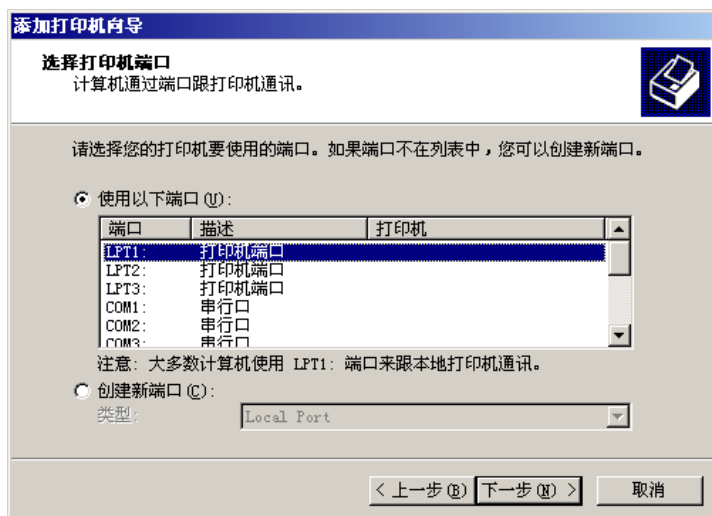 添加打印机向导
选择打印机端口
计算机通过端口跟打印机通讯。
请选择您的打印机要使用的端口。如果端口不在列表中，您可以创建新端口。
使用以下端口(U):
端口 描述 打印机
LPT1: 打印机端口
LPT2: 打印机端口
LPT3: 打印机端口
COM1: 串行口
COM2: 串行口
COM3: 串行口
注意: 大多数计算机使用 LPT1: 端口来跟本地打印机通讯。
创建新端口(C):
类型: Local Port
< 上一步(B) 下一步(N) > 取消